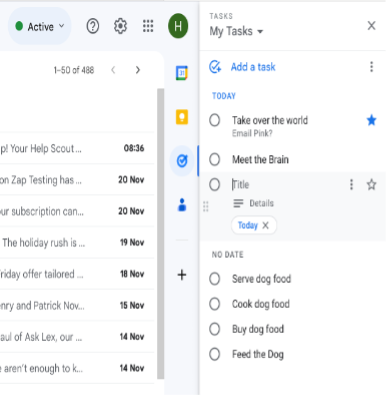 Active
H
TASKS
My Tasks
1–50 of 488
Add a task
TODAY
Take over the world
Email Pink?
Meet the Brain
Title
Details
Today X
NO DATE
Serve dog food
Cook dog food
Buy dog food
Feed the Dog
p! Your Help Scout ... 08:36
on Zap Testing has ... 20 Nov
ur subscription can... 20 Nov
The holiday rush is ... 19 Nov
riday offer tailored ... 18 Nov
enry and Patrick Nov... 15 Nov
aul of Ask Lex, our ... 14 Nov
e aren't enough to k... 14 Nov